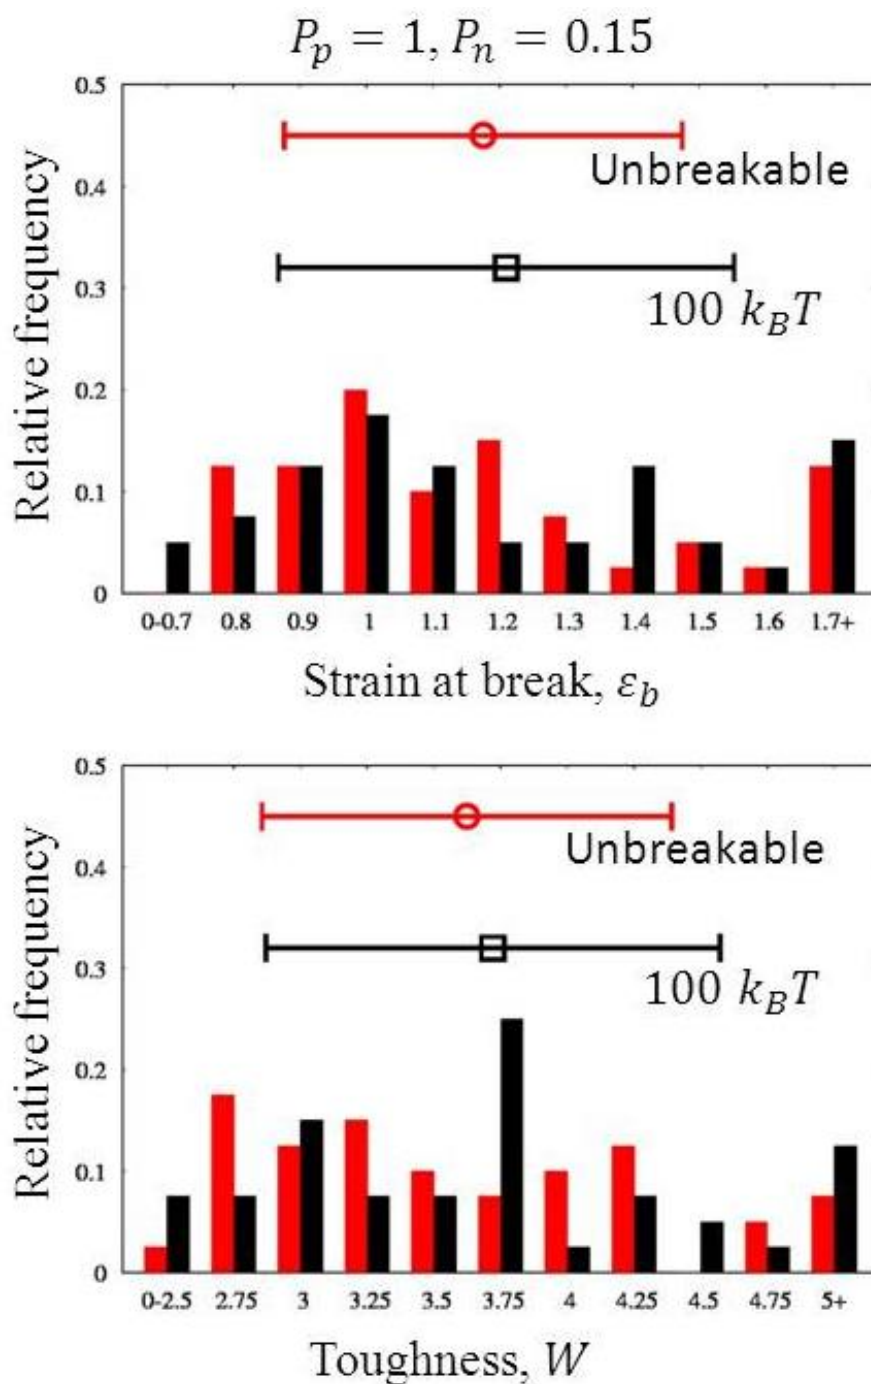 P_p = 1, P_n = 0.15
Relative frequency
0.5
0.4
0.3
0.2
0.1
0
Unbreakable
100 k_BT
0-0.7 0.8 0.9 1 1.1 1.2 1.3 1.4 1.5 1.6 1.7+
Strain at break, ε_b
Relative frequency
0.5
0.4
0.3
0.2
0.1
0
Unbreakable
100 k_BT
0-2.5 2.75 3 3.25 3.5 3.75 4 4.25 4.5 4.75 5+
Toughness, W